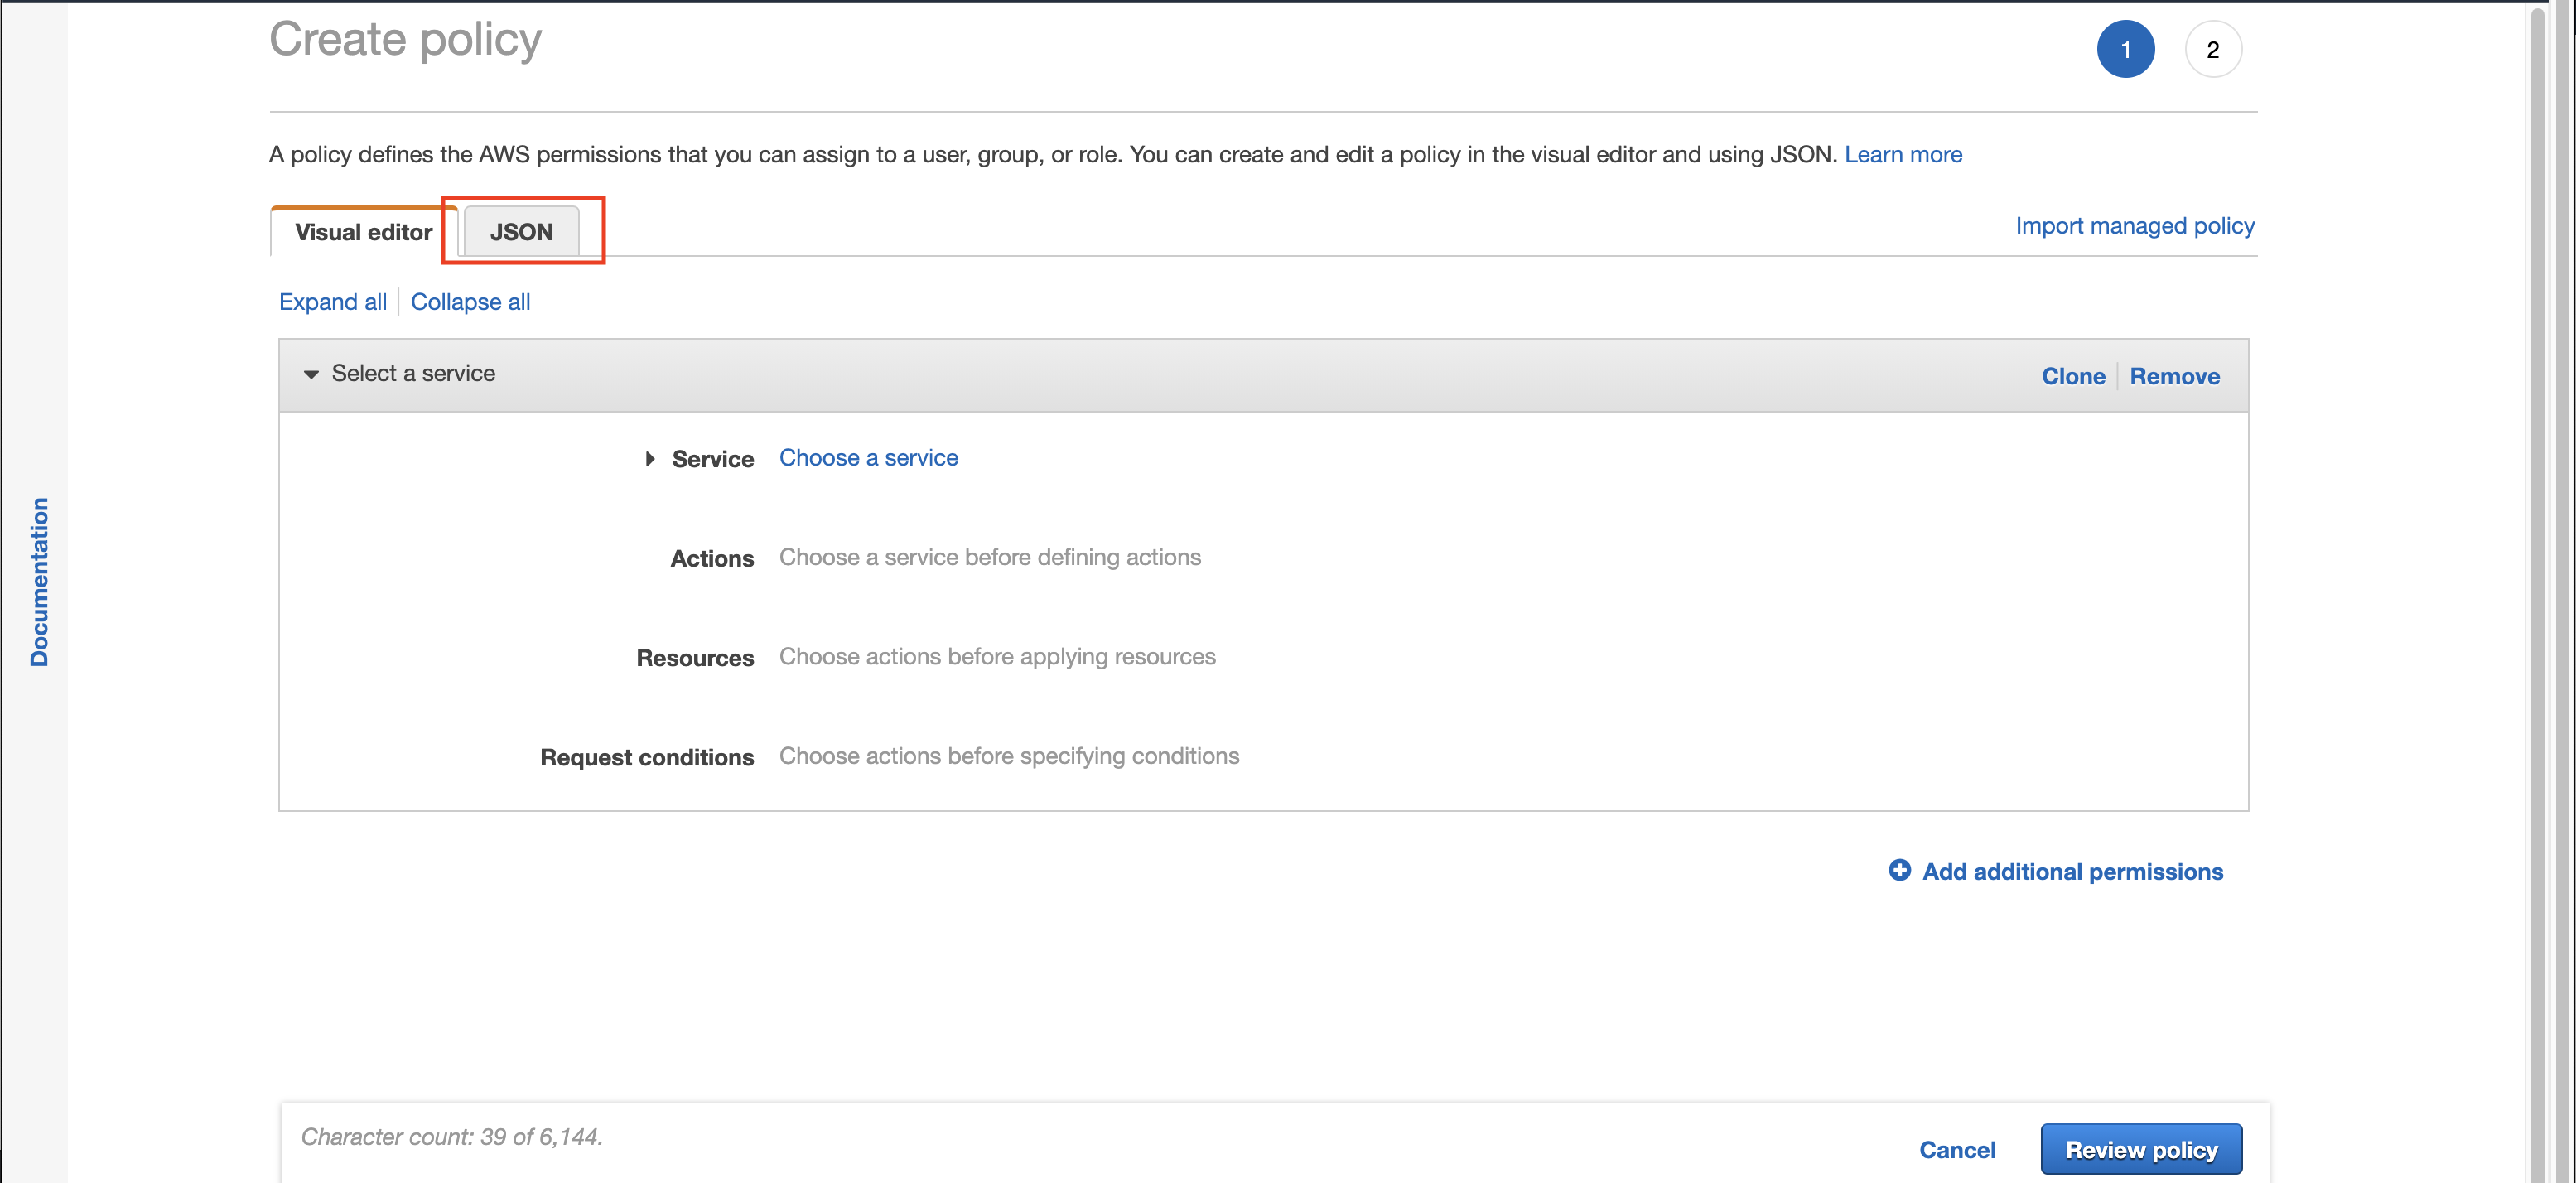 Create policy
1 2
A policy defines the AWS permissions that you can assign to a user, group, or role. You can create and edit a policy in the visual editor and using JSON. Learn more
Visual editor JSON Import managed policy
Expand all Collapse all
Select a service Clone Remove
Service Choose a service
Actions Choose a service before defining actions
Resources Choose actions before applying resources
Request conditions Choose actions before specifying conditions
Documentation
Add additional permissions
Character count: 39 of 6,144.
Cancel Review policy